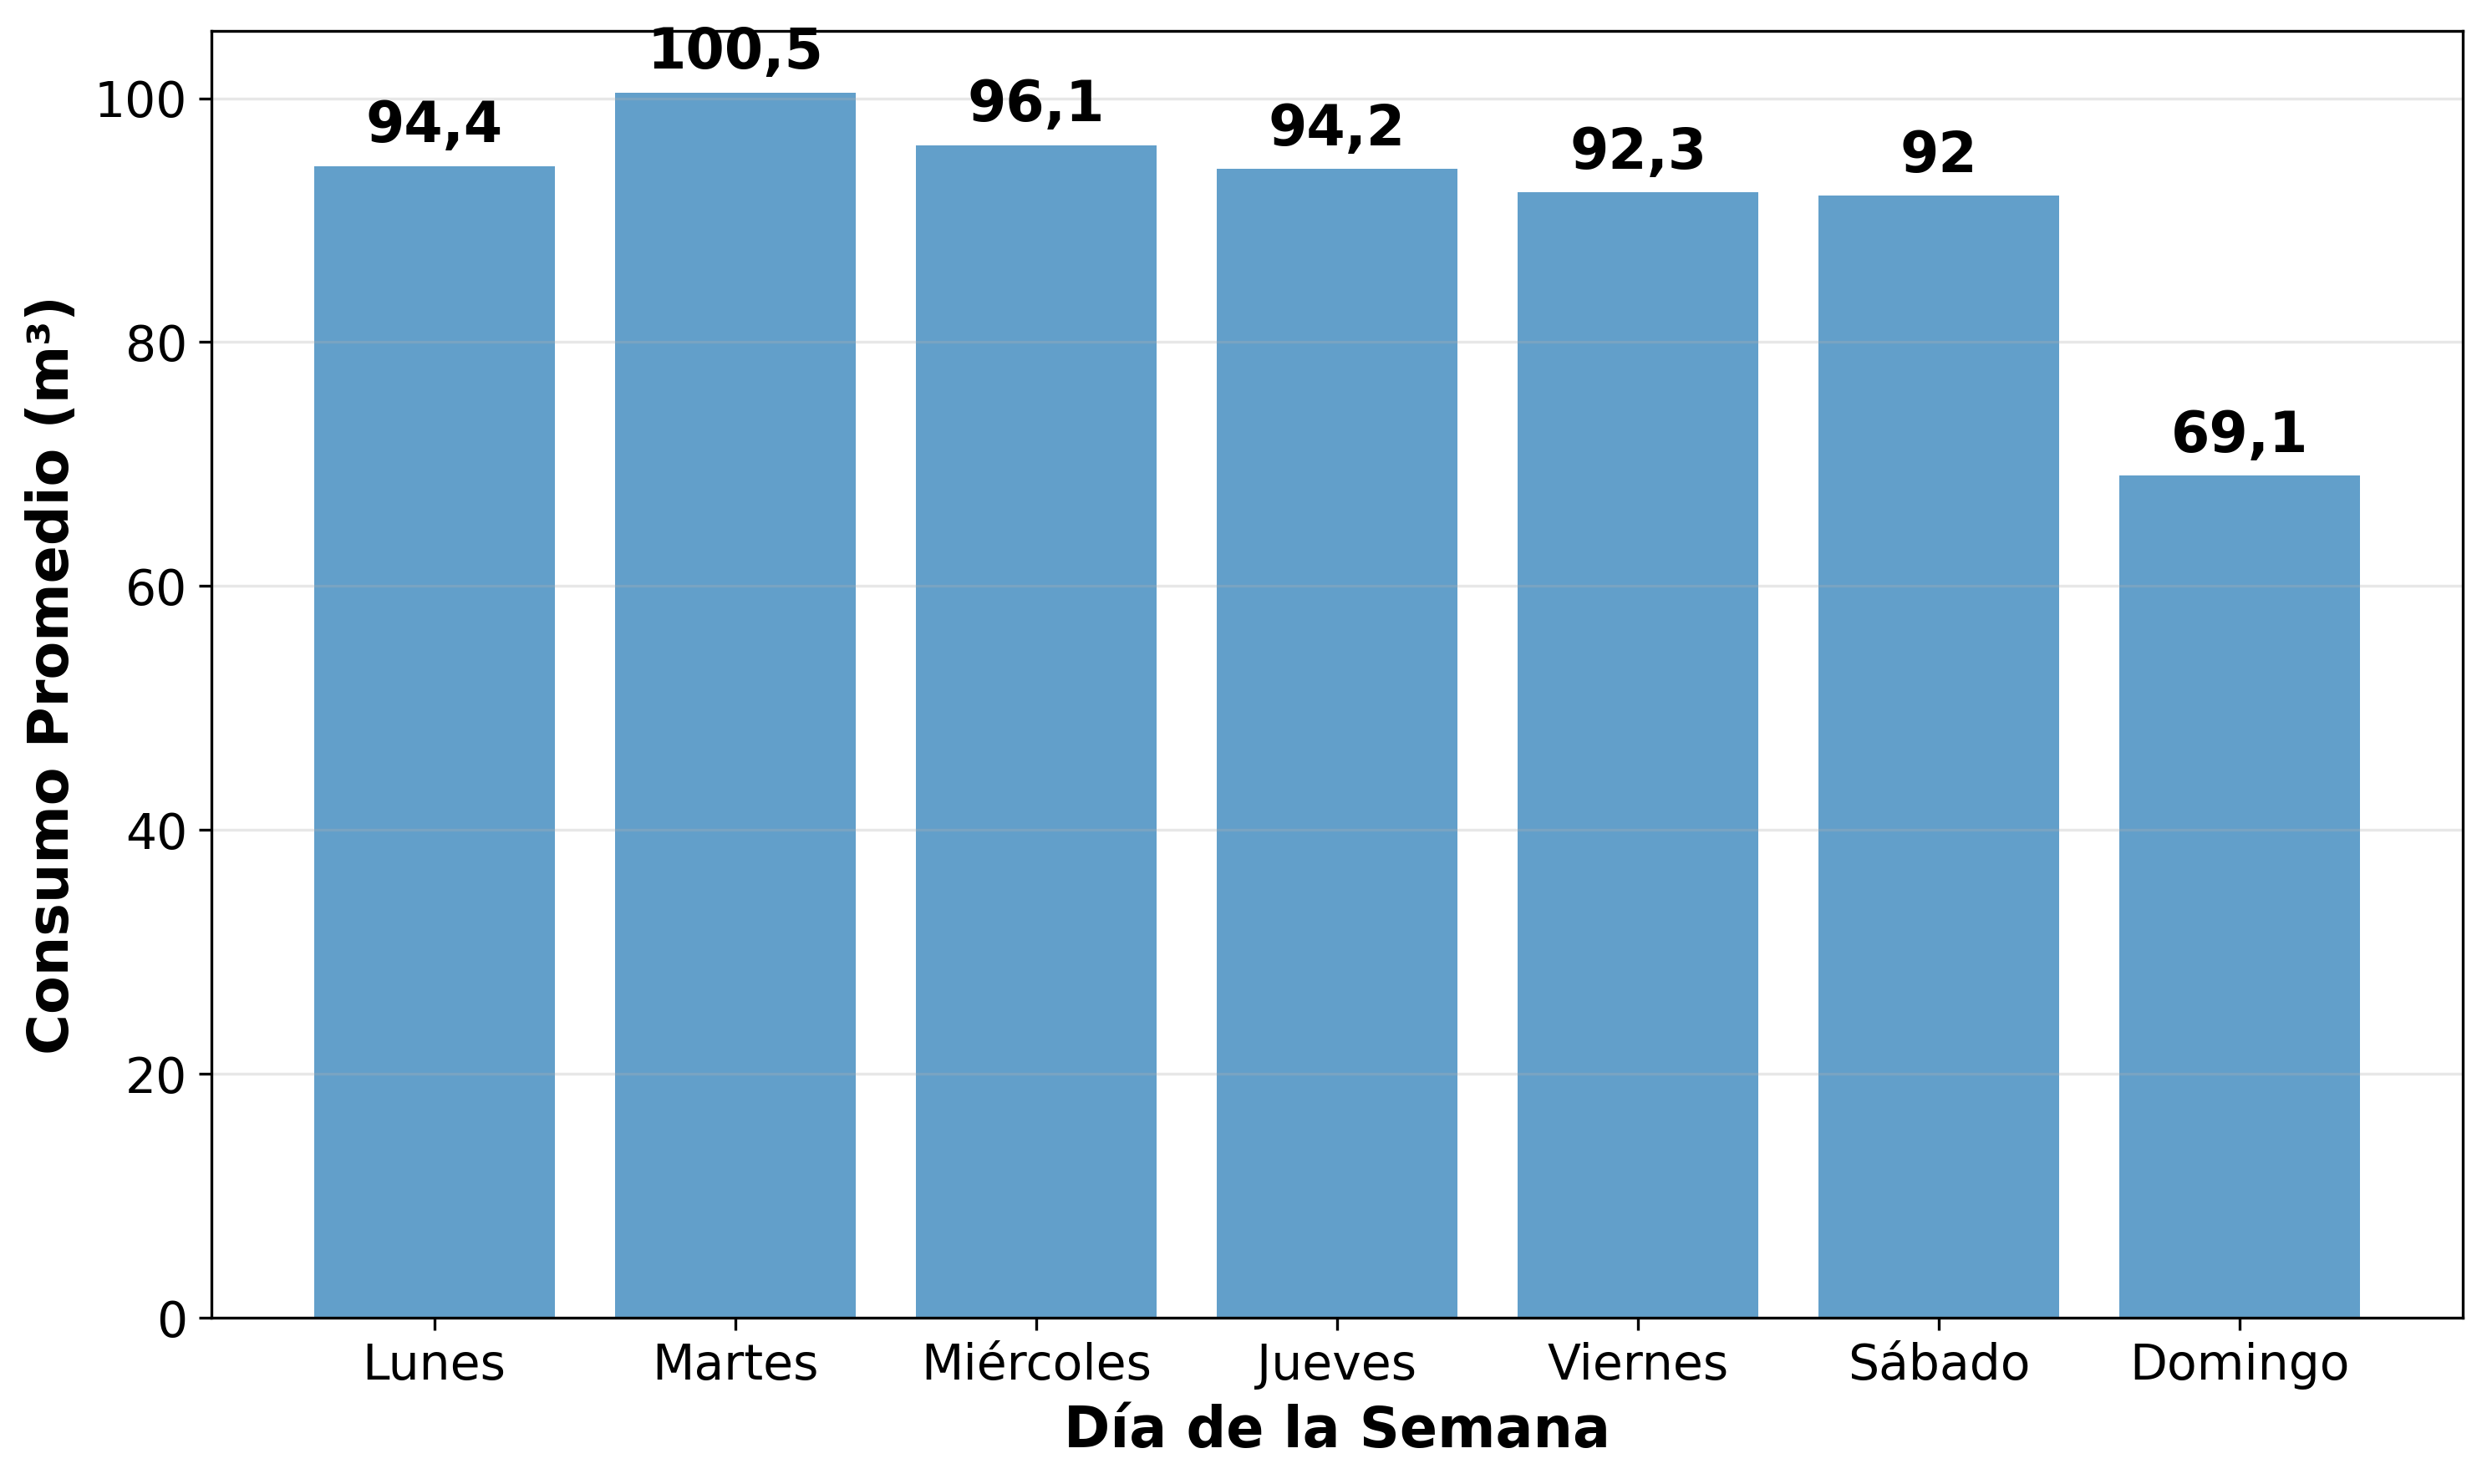 Consumo Promedio (m³)
100
80
60
40
20
0
94,4
100,5
96,1
94,2
92,3
92
69,1
Lunes
Martes
Miércoles
Jueves
Viernes
Sábado
Domingo
Día de la Semana